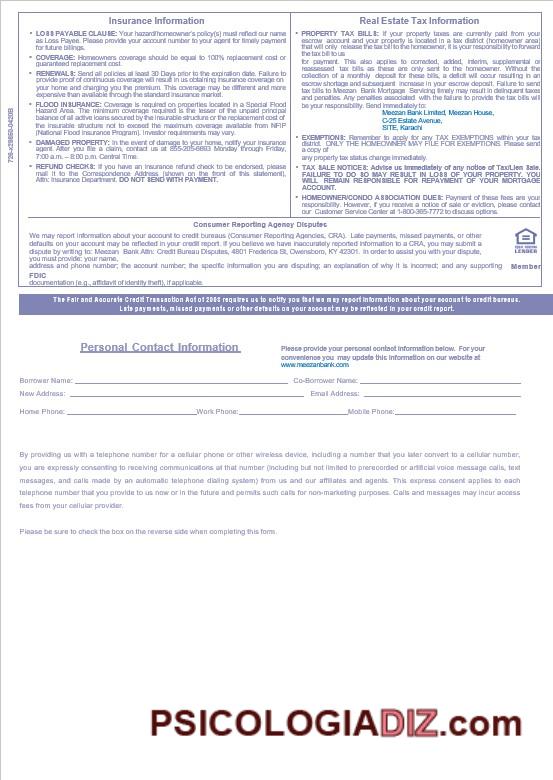 Insurance Information
• LOSS PAYABLE CLAUSE: Your hazard/homeowner's policy(s) must reflect our name
as Loss Payee. Please provide your account number to your agent for timely payment
for future billings.
• COVERAGE: Homeowners coverage should be equal to 100% replacement cost or
guaranteed replacement cost.
• RENEWALS: Send all policies at least 30 Days prior to the expiration date. Failure to
provide proof of continuous coverage will result in us obtaining insurance coverage on
your home and charging you the premium. This coverage may be different and more
expensive than available through the standard insurance market.
• FLOOD INSURANCE: Coverage is required on properties located in a Special Flood
Hazard Area. The minimum coverage required is the lesser of the unpaid principal
balance of all active loans secured by the insurable structure or the replacement cost of
the insurable structure not to exceed the maximum coverage available from NFIP
(National Flood Insurance Program). Investor requirements may vary.
• DAMAGED PROPERTY: In the event of damage to your home, notify your insurance
agent. After you file a claim, contact us at 855-265-6883 Monday through Friday,
7:00 a.m. – 8:00 p.m. Central Time.
• REFUND CHECKS: If you have an insurance refund check to be endorsed, please
mail it to the Correspondence Address (shown on the front of this statement),
Attn: Insurance Department. DO NOT SEND WITH PAYMENT.
Real Estate Tax Information
• PROPERTY TAX BILLS: If your property taxes are currently paid from your
escrow account and your property is located in a tax district (homeowner area)
that will only release the tax bill to the homeowner, it is your responsibility to forward
the tax bill to us
for payment. This also applies to corrected, added, interim, supplemental or
reassessed tax bills as these are only sent to the homeowner. Without the
collection of a monthly deposit for these bills, a deficit will occur resulting in an
escrow shortage and subsequent increase in your escrow deposit. Failure to send
tax bills to Meezan Bank Mortgage Servicing timely may result in delinquent taxes
and penalties. Any penalties associated with the failure to provide the tax bills will
be your responsibility. Send immediately to:
Meezan Bank Limited, Meezan House,
C-25 Estate Avenue,
SITE, Karachi
• EXEMPTIONS: Remember to apply for any TAX EXEMPTIONS within your tax
district. ONLY THE HOMEOWNER MAY FILE FOR EXEMPTIONS. Please send
a copy of
any property tax status change immediately.
• TAX SALE NOTICES: Advise us immediately of any notice of Tax/Lien Sale.
FAILURE TO DO SO MAY RESULT IN LOSS OF YOUR PROPERTY. YOU
WILL REMAIN RESPONSIBLE FOR REPAYMENT OF YOUR MORTGAGE
ACCOUNT.
• HOMEOWNER/CONDO ASSOCIATION DUES: Payment of these fees are your
responsibility. However, if you receive a notice of sale or eviction, please contact
our Customer Service Center at 1-800-365-7772 to discuss options.
Consumer Reporting Agency Disputes
We may report information about your account to credit bureaus (Consumer Reporting Agencies, CRA). Late payments, missed payments, or other
defaults on your account may be reflected in your credit report. If you believe we have inaccurately reported information to a CRA, you may submit a
dispute by writing to: Meezan Bank Attn: Credit Bureau Disputes, 4801 Frederica St, Owensboro, KY 42301. In order to assist you with your dispute,
you must provide: your name,
address and phone number; the account number; the specific information you are disputing; an explanation of why it is incorrect; and any supporting Member
FDIC
documentation (e.g., affidavit of identity theft), if applicable.
LENDER
The Fair and Accurate Credit Transaction Act of 2003 requires us to notify you that we may report information about your account to credit bureaus.
Late payments, missed payments or other defaults on your account may be reflected in your credit report.
Personal Contact Information
Please provide your personal contact information below. For your
convenience you may update this information on our website at
www.meezanbank.com
Borrower Name: Co-Borrower Name:
New Address: Email Address:
Home Phone: Work Phone: Mobile Phone:
By providing us with a telephone number for a cellular phone or other wireless device, including a number that you later convert to a cellular number,
you are expressly consenting to receiving communications at that number (including but not limited to prerecorded or artificial voice message calls, text
messages, and calls made by an automatic telephone dialing system) from us and our affiliates and agents. This express consent applies to each
telephone number that you provide to us now or in the future and permits such calls for non-marketing purposes. Calls and messages may incur access
fees from your cellular provider.
Please be sure to check the box on the reverse side when completing this form.
PSICOLOGIADIZ.com